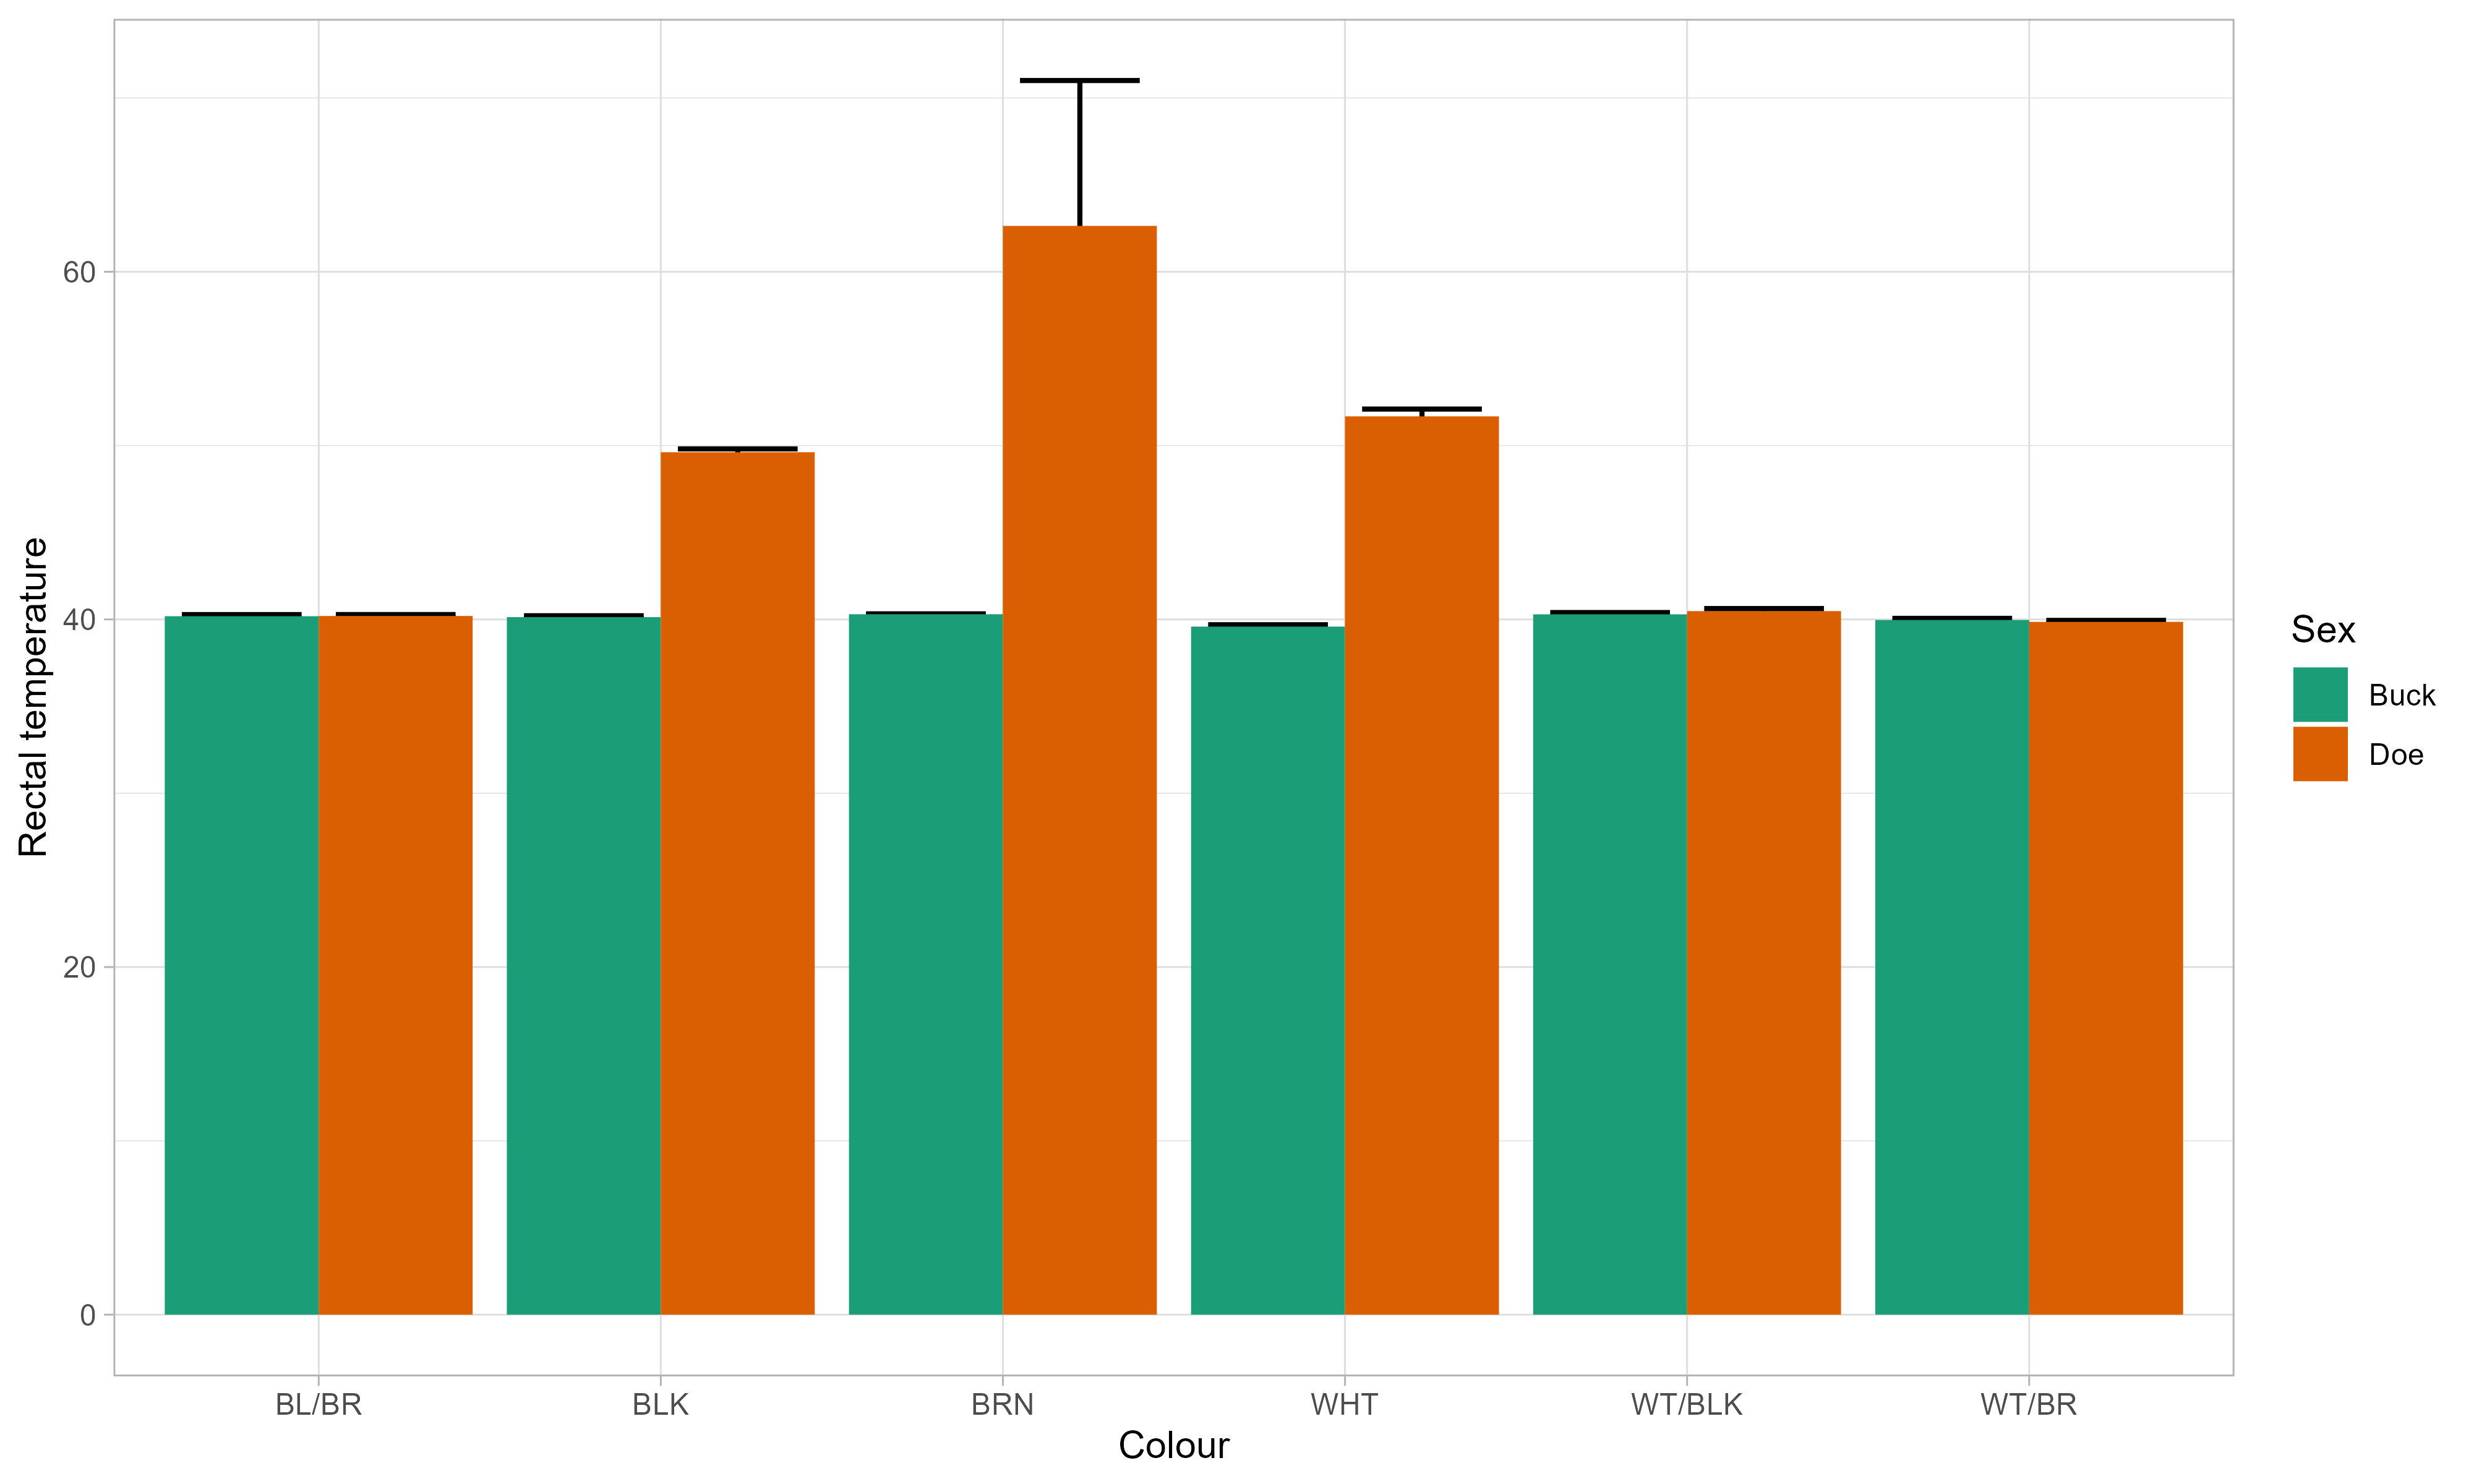 Rectal temperature
60
40
20
0
BL/BR BLK BRN WHT WT/BLK WT/BR
Colour
Sex
Buck
Doe